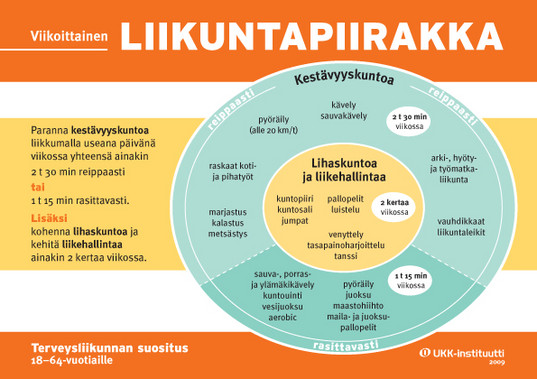 Viikoittainen LIIKUNTAPIIRAKKA
Paranna kestävyyskuntoa
liikkumalla useana päivänä
viikossa yhteensä ainakin
2 t 30 min reippaasti
tai
1 t 15 min rasittavasti.
Lisäksi
kohenna lihaskuntoa ja
kehitä liikehallintaa
ainakin 2 kertaa viikossa.
Terveysliikunnan suositus
18–64-vuotiaille
Kestävyyskuntoa
reippaasti
reippaasti
kävely
sauvakävely
2 t 30 min
viikossa
pyöräily
(alle 20 km/t)
raskaat koti-
ja pihatyöt
arki-, hyöty-
ja työmatka-
liikunta
marjastus
kalastus
metsästys
vauhdikkaat
liikuntaleikit
Lihaskuntoa
ja liikehallintaa
kuntopiiri
kuntosali
jumpat
pallopelit
luistelu
2 kertaa
viikossa
venyttely
tasapainoharjoittelu
tanssi
sauva-, porras-
ja ylämäkikävely
kuntouinti
vesijuoksu
aerobic
pyöräily
juoksu
maastohiihto
maila- ja juoksu-
pallopelit
1 t 15 min
viikossa
rasittavasti
UKK-instituutti
2009